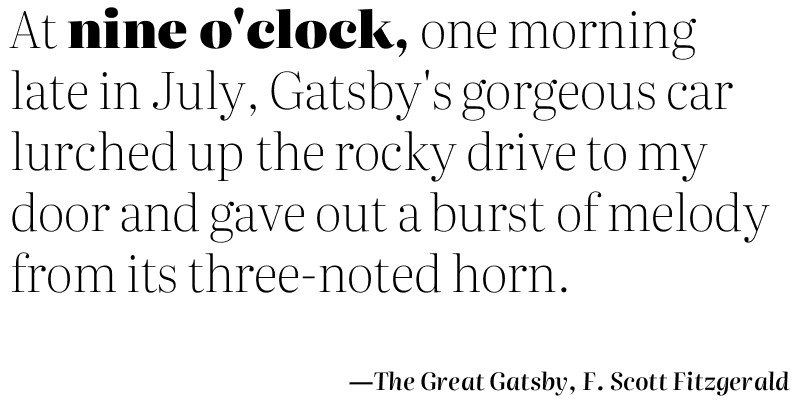 At nine o'clock, one morning
late in July, Gatsby's gorgeous car
lurched up the rocky drive to my
door and gave out a burst of melody
from its three-noted horn.
—The Great Gatsby, F. Scott Fitzgerald